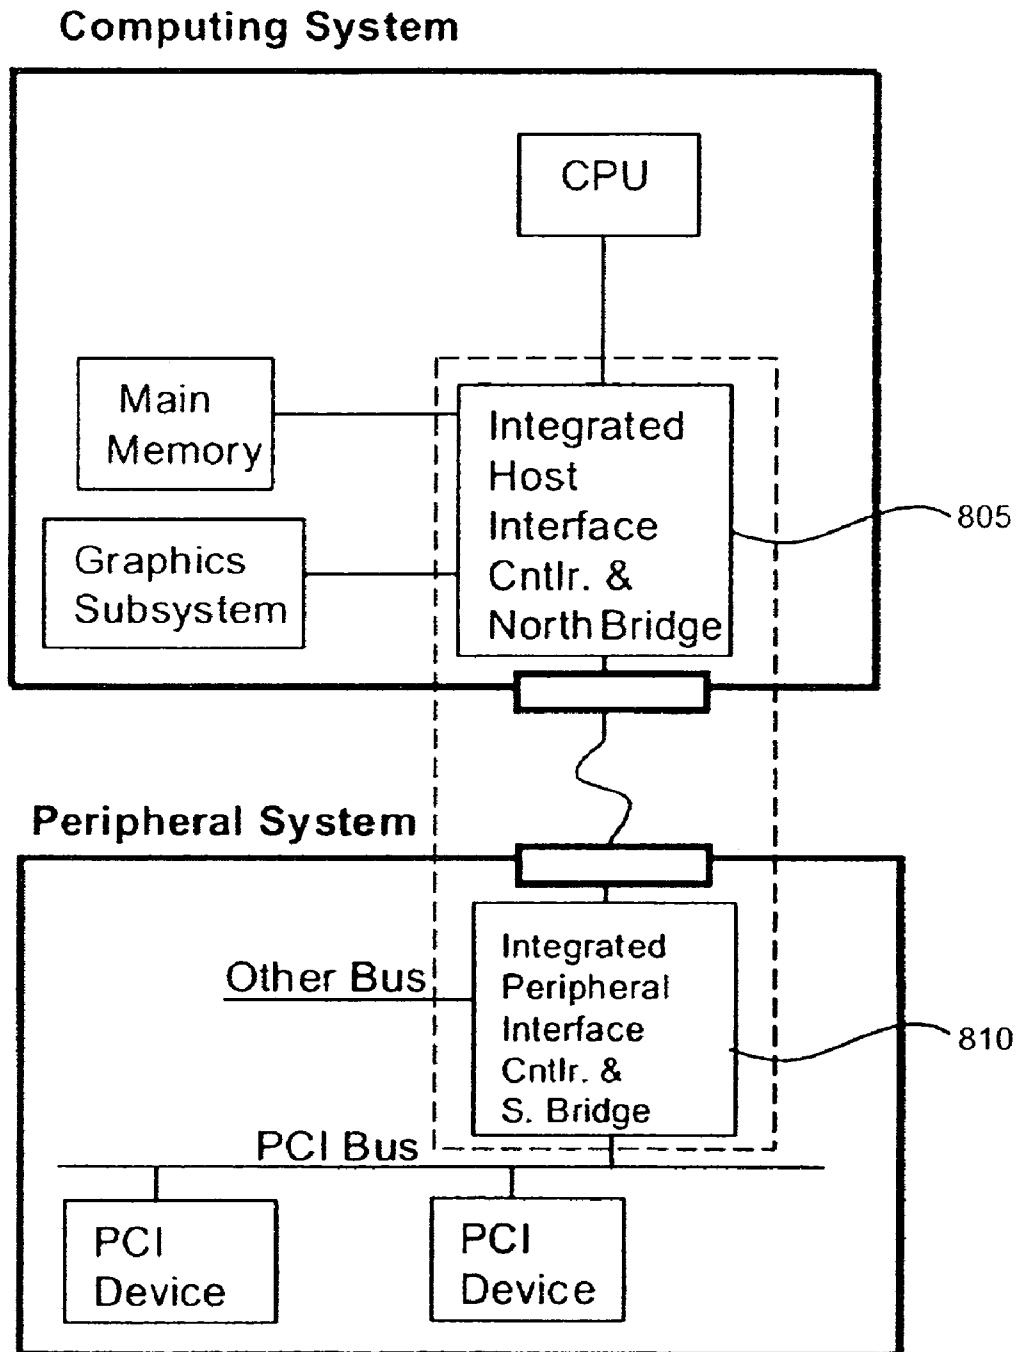 Computing System
CPU
Main
Memory
Integrated
Host
Interface
Cntlr. &
North Bridge
805
Graphics
Subsystem
Peripheral System
Other Bus
Integrated
Peripheral
Interface
Cntlr. &
S. Bridge
810
PCI Bus
PCI
Device
PCI
Device